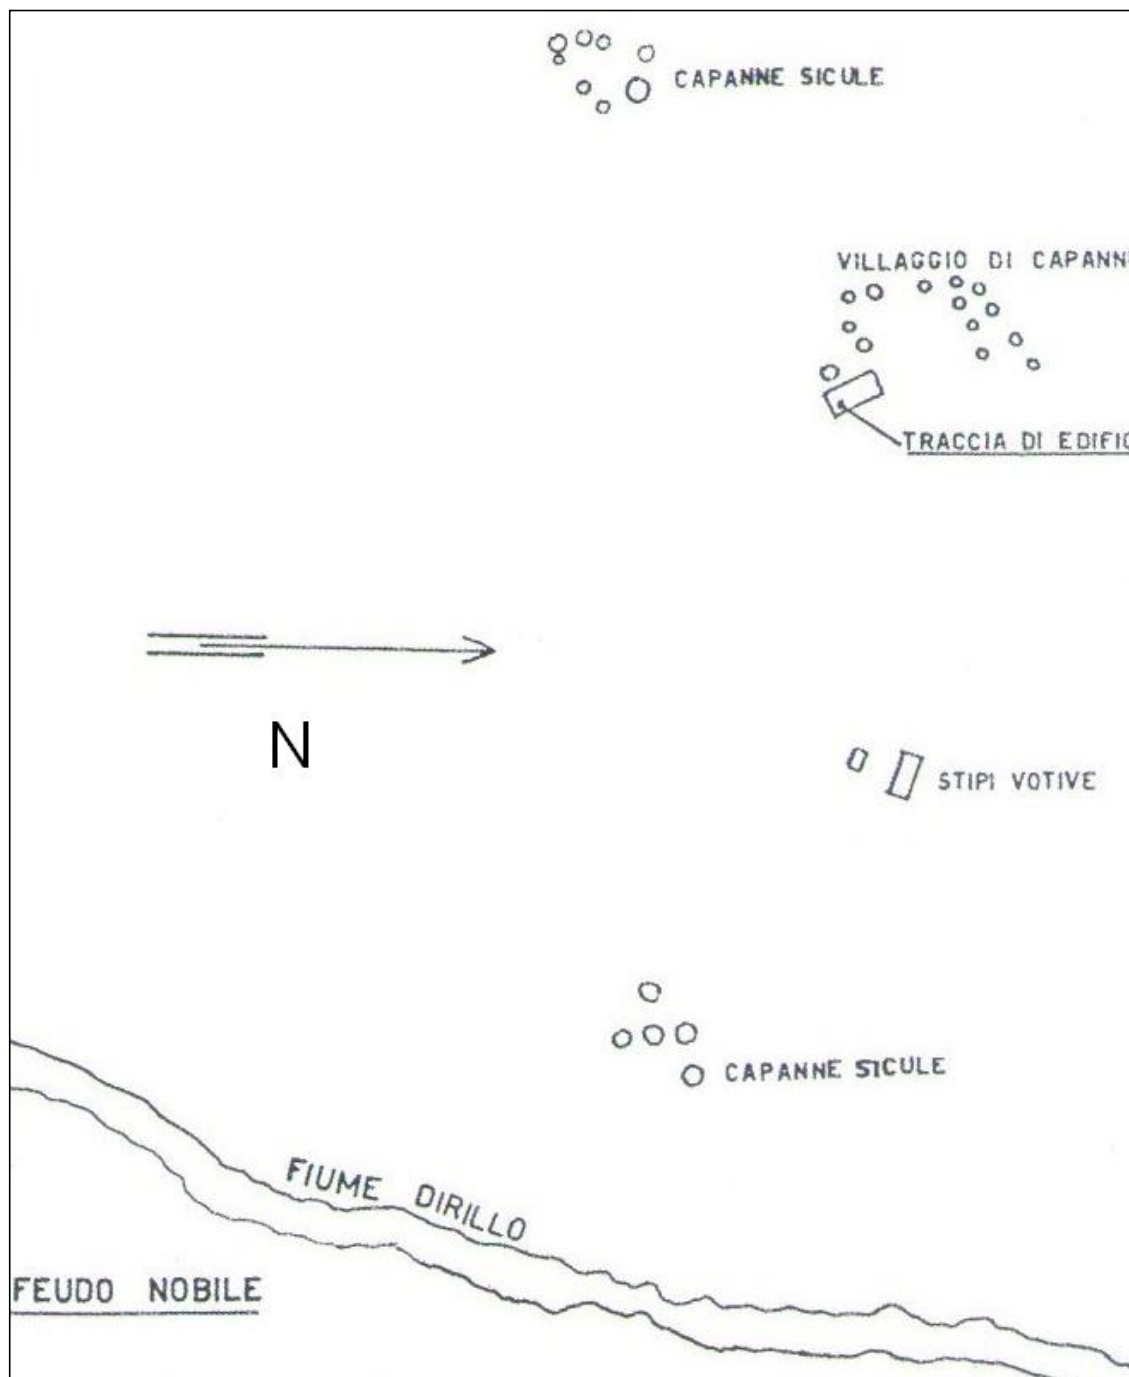 CAPANNE SICULE
VILLAGGIO DI CAPANN
TRACCIA DI EDIFIC
N
STIPI VOTIVE
CAPANNE SICULE
FIUME DIRILLO
FEUDO NOBILE